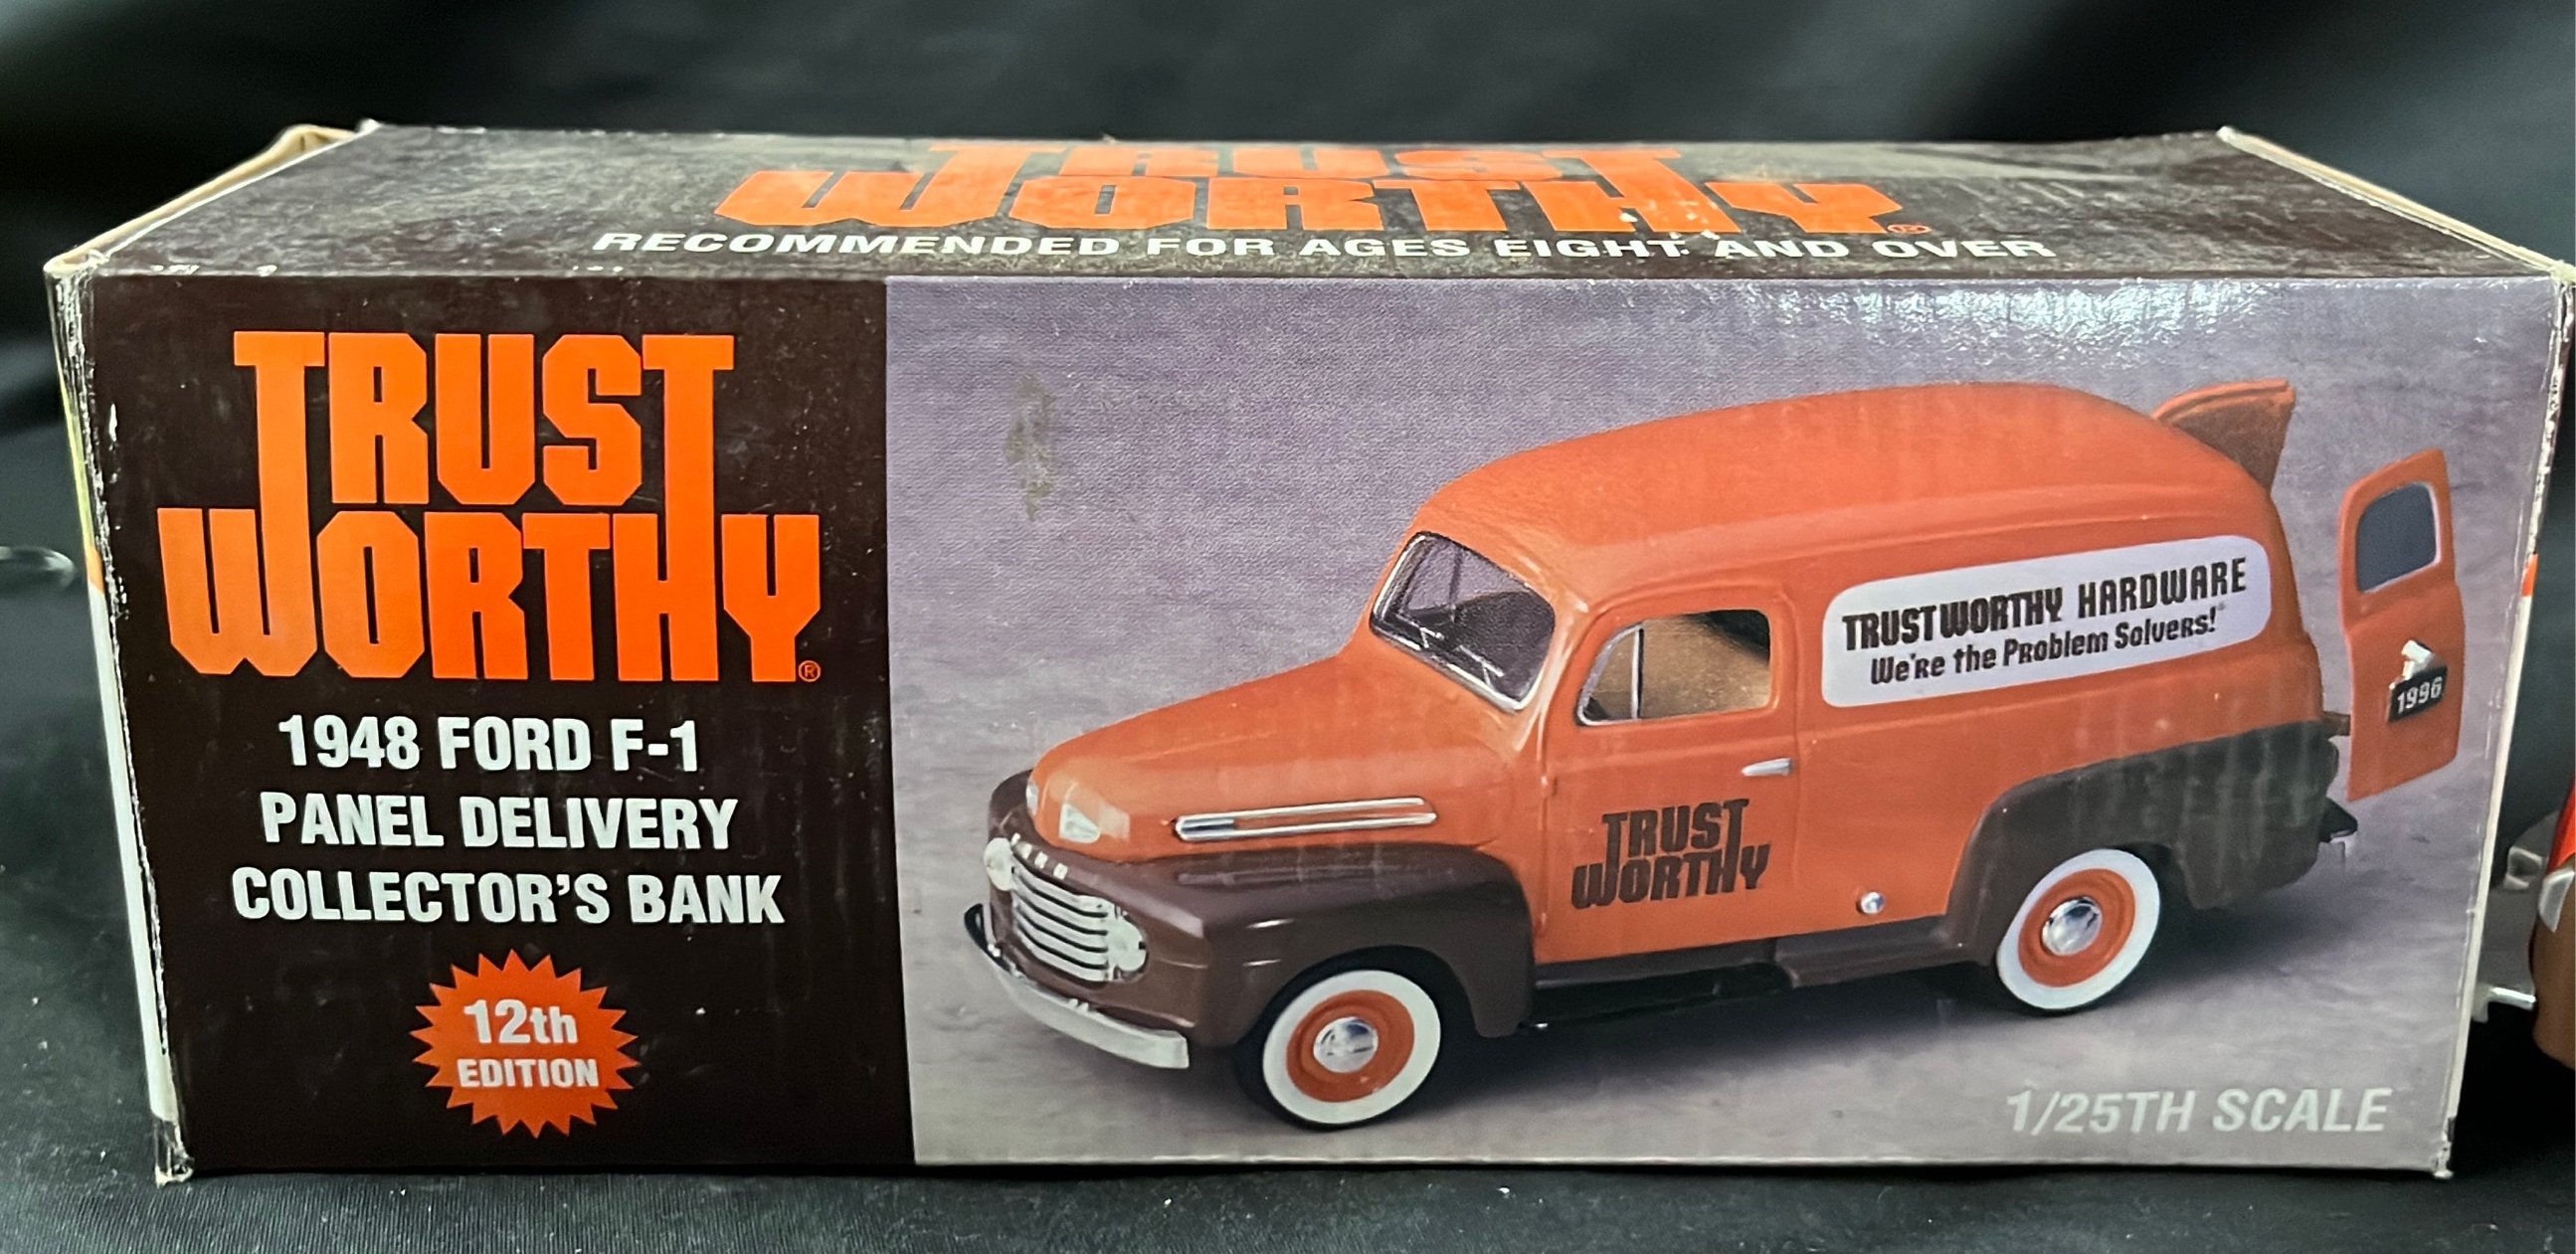 TRUST
WORTHY®
RECOMMENDED FOR AGES EIGHT AND OVER
TRUST
WORTHY®
1948 FORD F-1
PANEL DELIVERY
COLLECTOR'S BANK
12th
EDITION
TRUSTWORTHY HARDWARE
We're the Problem Solvers!®
1996
TRUST
WORTHY
FORD
1/25TH SCALE